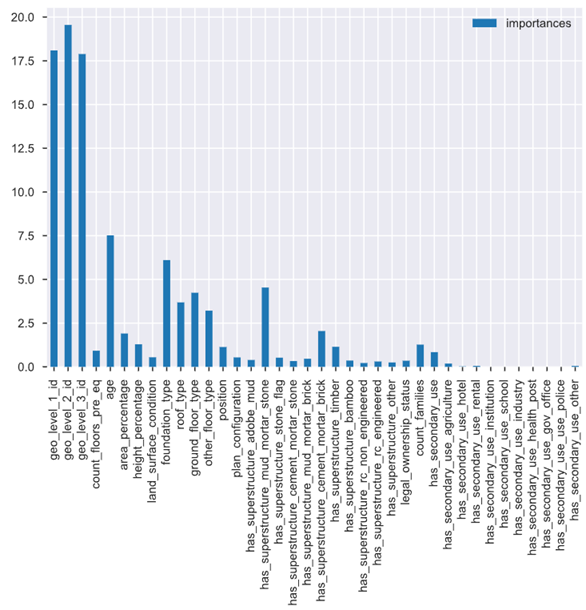 importances
20.0
17.5
15.0
12.5
10.0
7.5
5.0
2.5
0.0
geo_level_1_id
geo_level_2_id
geo_level_3_id
count_floors_pre_eq
age
area_percentage
height_percentage
land_surface_condition
foundation_type
roof_type
ground_floor_type
other_floor_type
position
plan_configuration
has_superstructure_adobe_mud
has_superstructure_mud_mortar_stone
has_superstructure_stone_flag
has_superstructure_cement_mortar_stone
has_superstructure_mud_mortar_brick
has_superstructure_cement_mortar_brick
has_superstructure_timber
has_superstructure_bamboo
has_superstructure_rc_non_engineered
has_superstructure_rc_engineered
has_superstructure_other
legal_ownership_status
count_families
has_secondary_use
has_secondary_use_agriculture
has_secondary_use_hotel
has_secondary_use_rental
has_secondary_use_institution
has_secondary_use_school
has_secondary_use_industry
has_secondary_use_health_post
has_secondary_use_gov_office
has_secondary_use_use_police
has_secondary_use_other